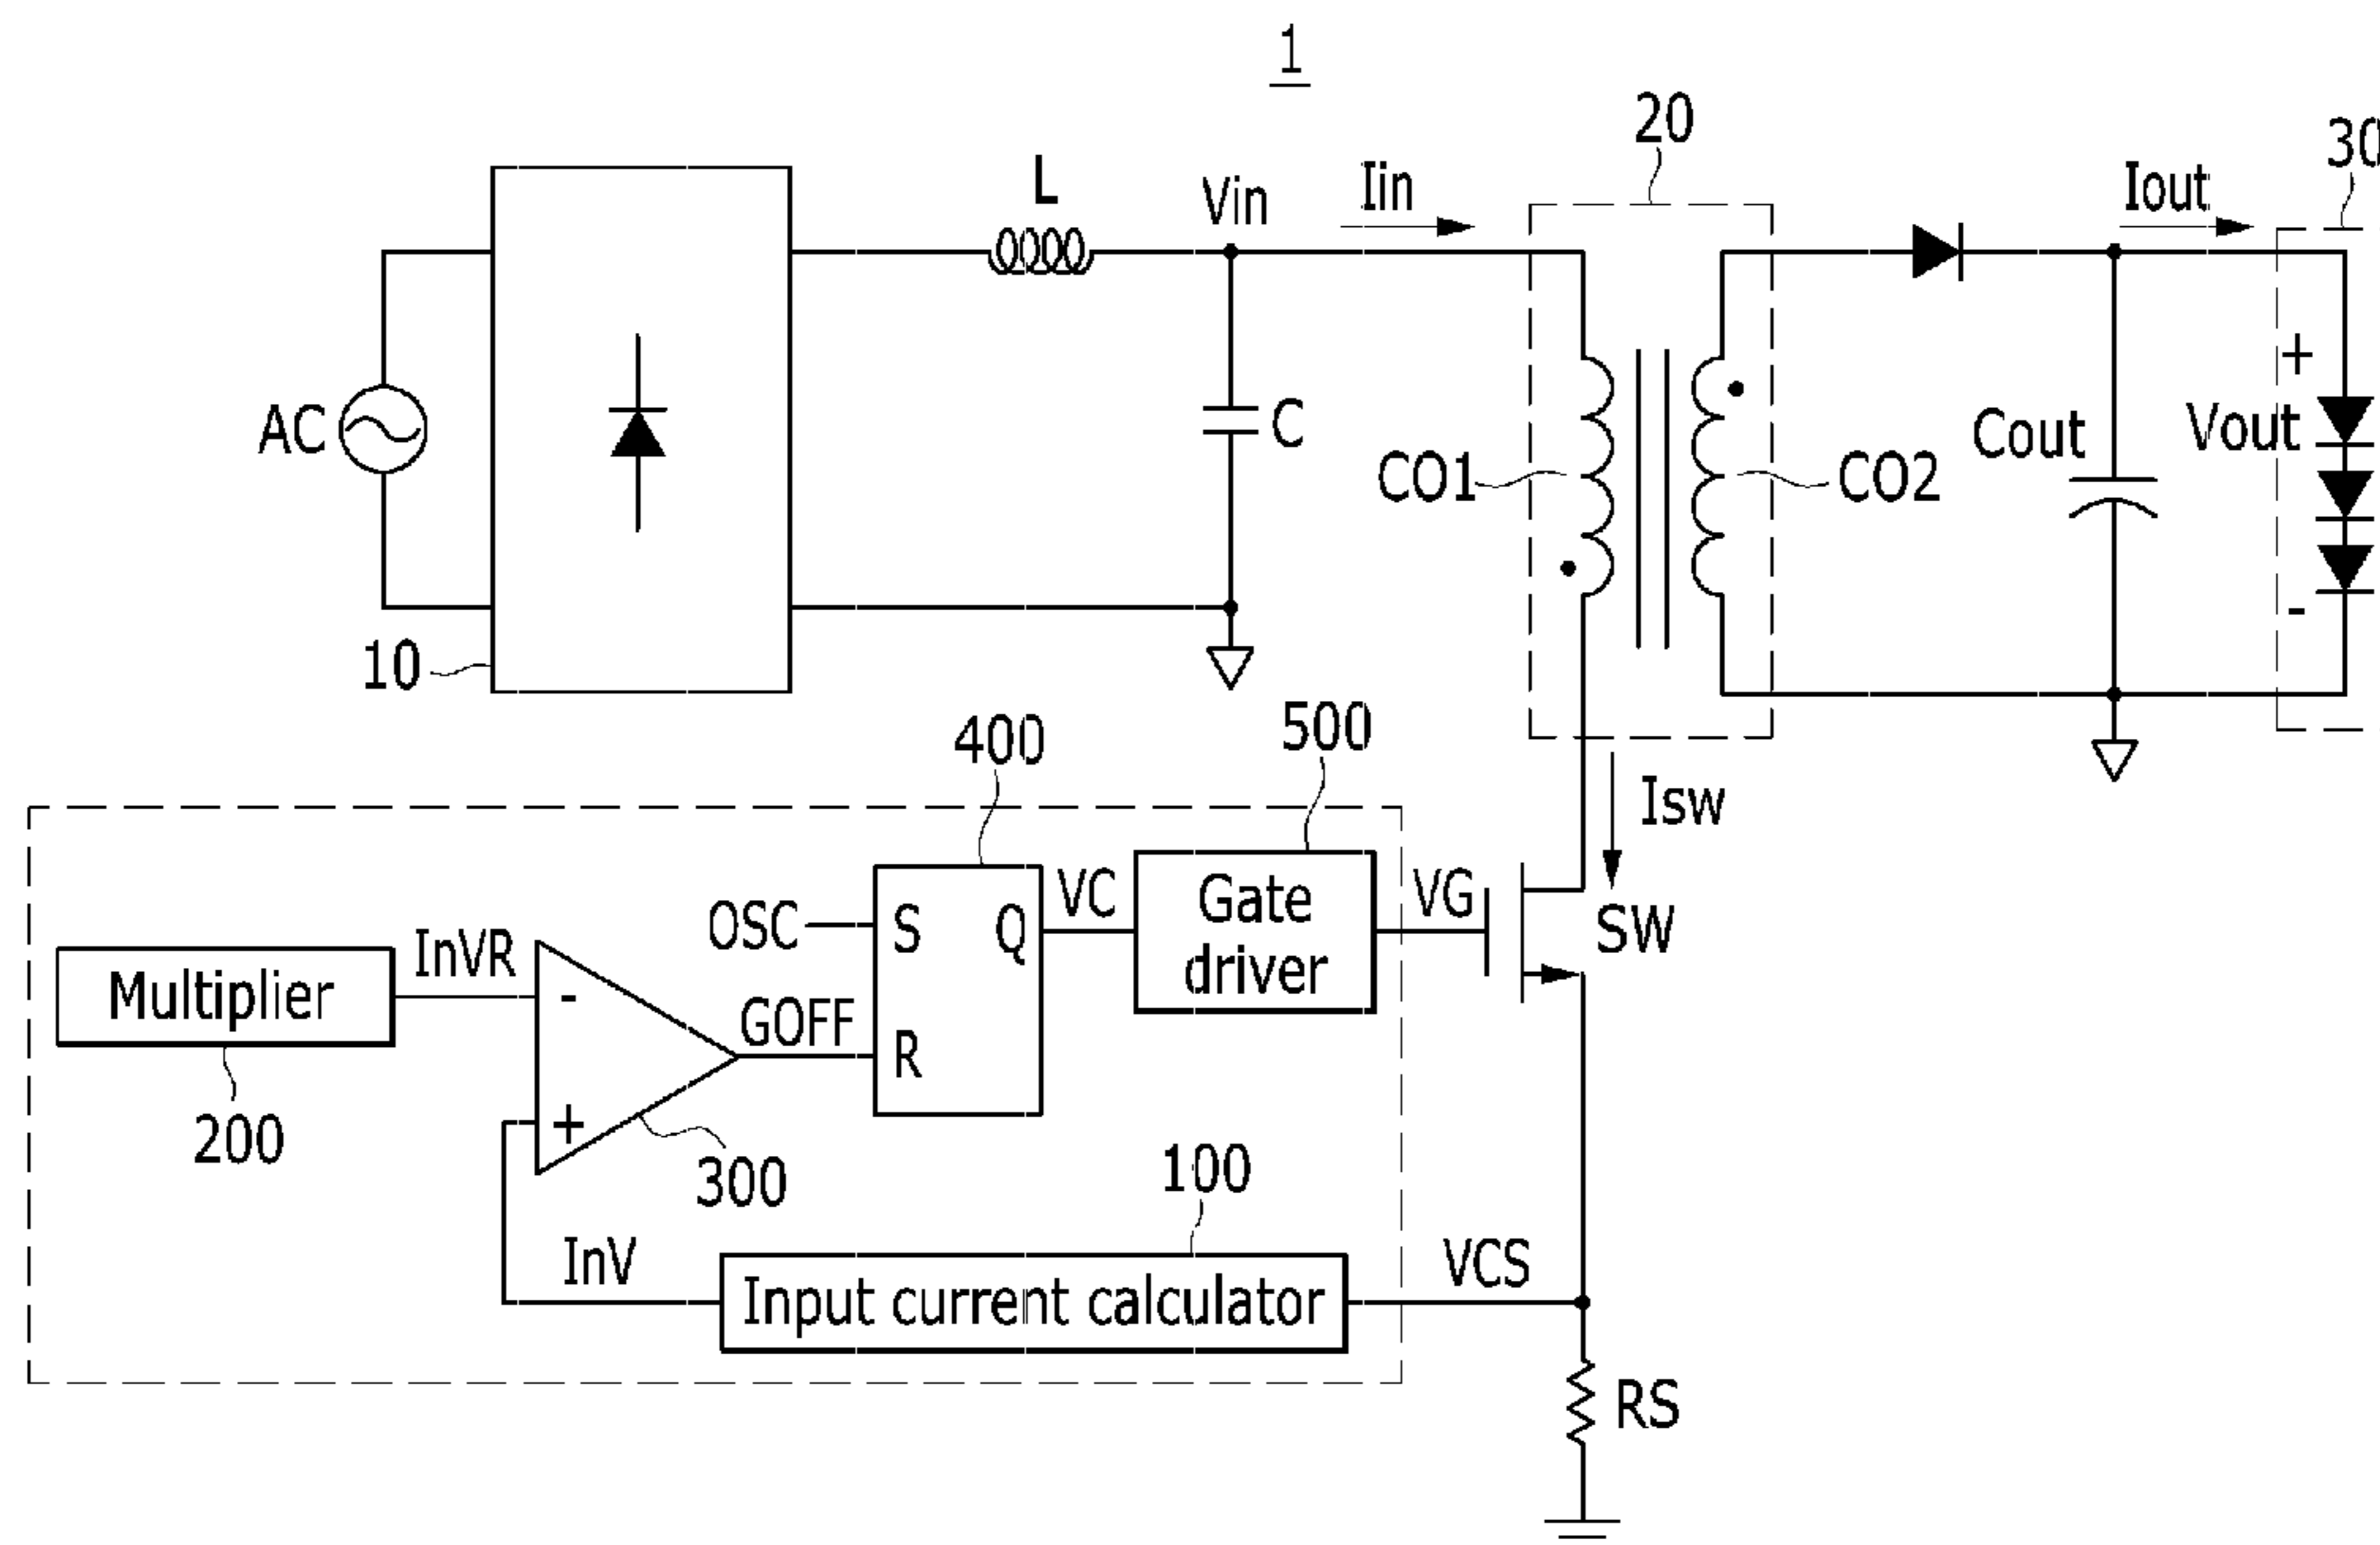 1
20
30
L
Vin
Iin
Iout
AC
C
CO1
CO2
Cout
Vout
+
-
10
400
500
Isw
OSC
S
Q
VC
Gate
driver
VG
SW
Multiplier
InVR
-
GOFF
R
+
200
300
100
InV
Input current calculator
VCS
RS